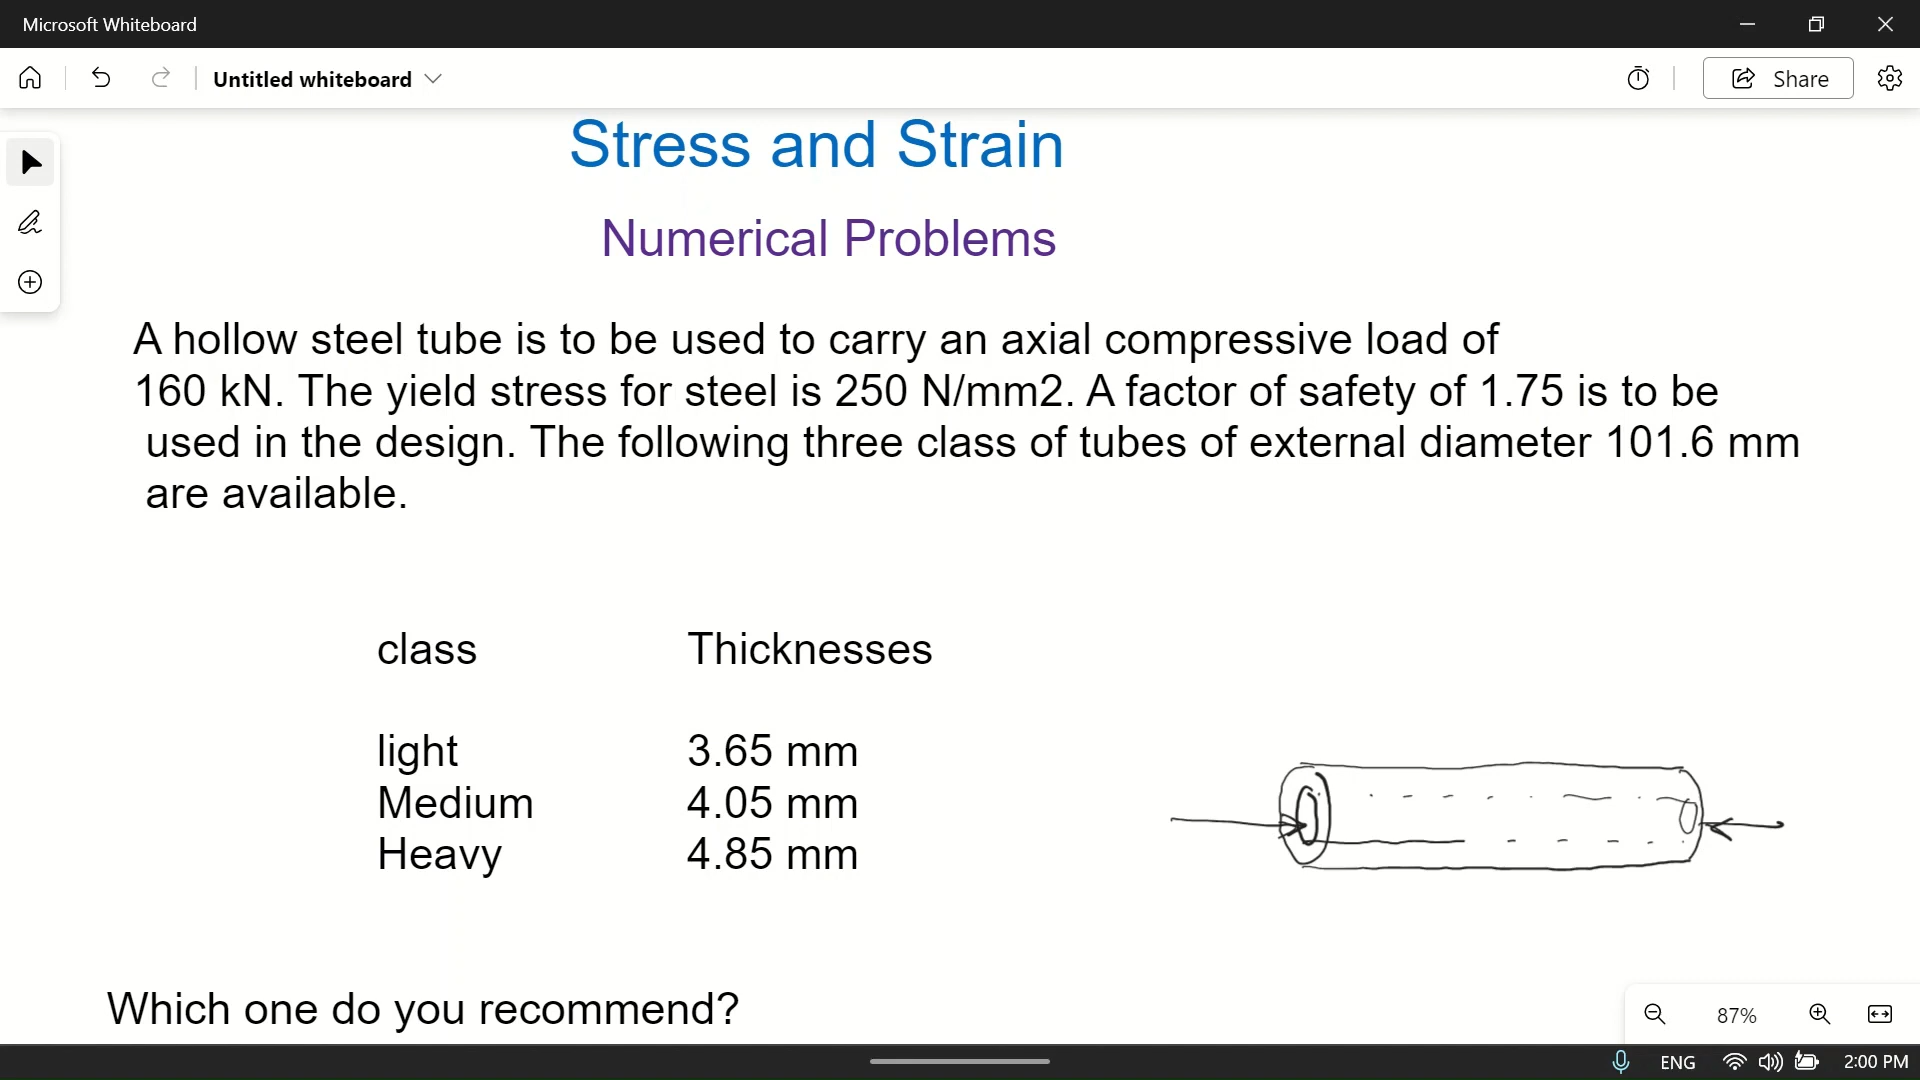 Microsoft Whiteboard
Untitled whiteboard
Share
Stress and Strain
Numerical Problems
A hollow steel tube is to be used to carry an axial compressive load of
160 kN. The yield stress for steel is 250 N/mm2. A factor of safety of 1.75 is to be
used in the design. The following three class of tubes of external diameter 101.6 mm
are available.
class Thicknesses
light 3.65 mm
Medium 4.05 mm
Heavy 4.85 mm
Which one do you recommend?
87%
ENG 2:00 PM